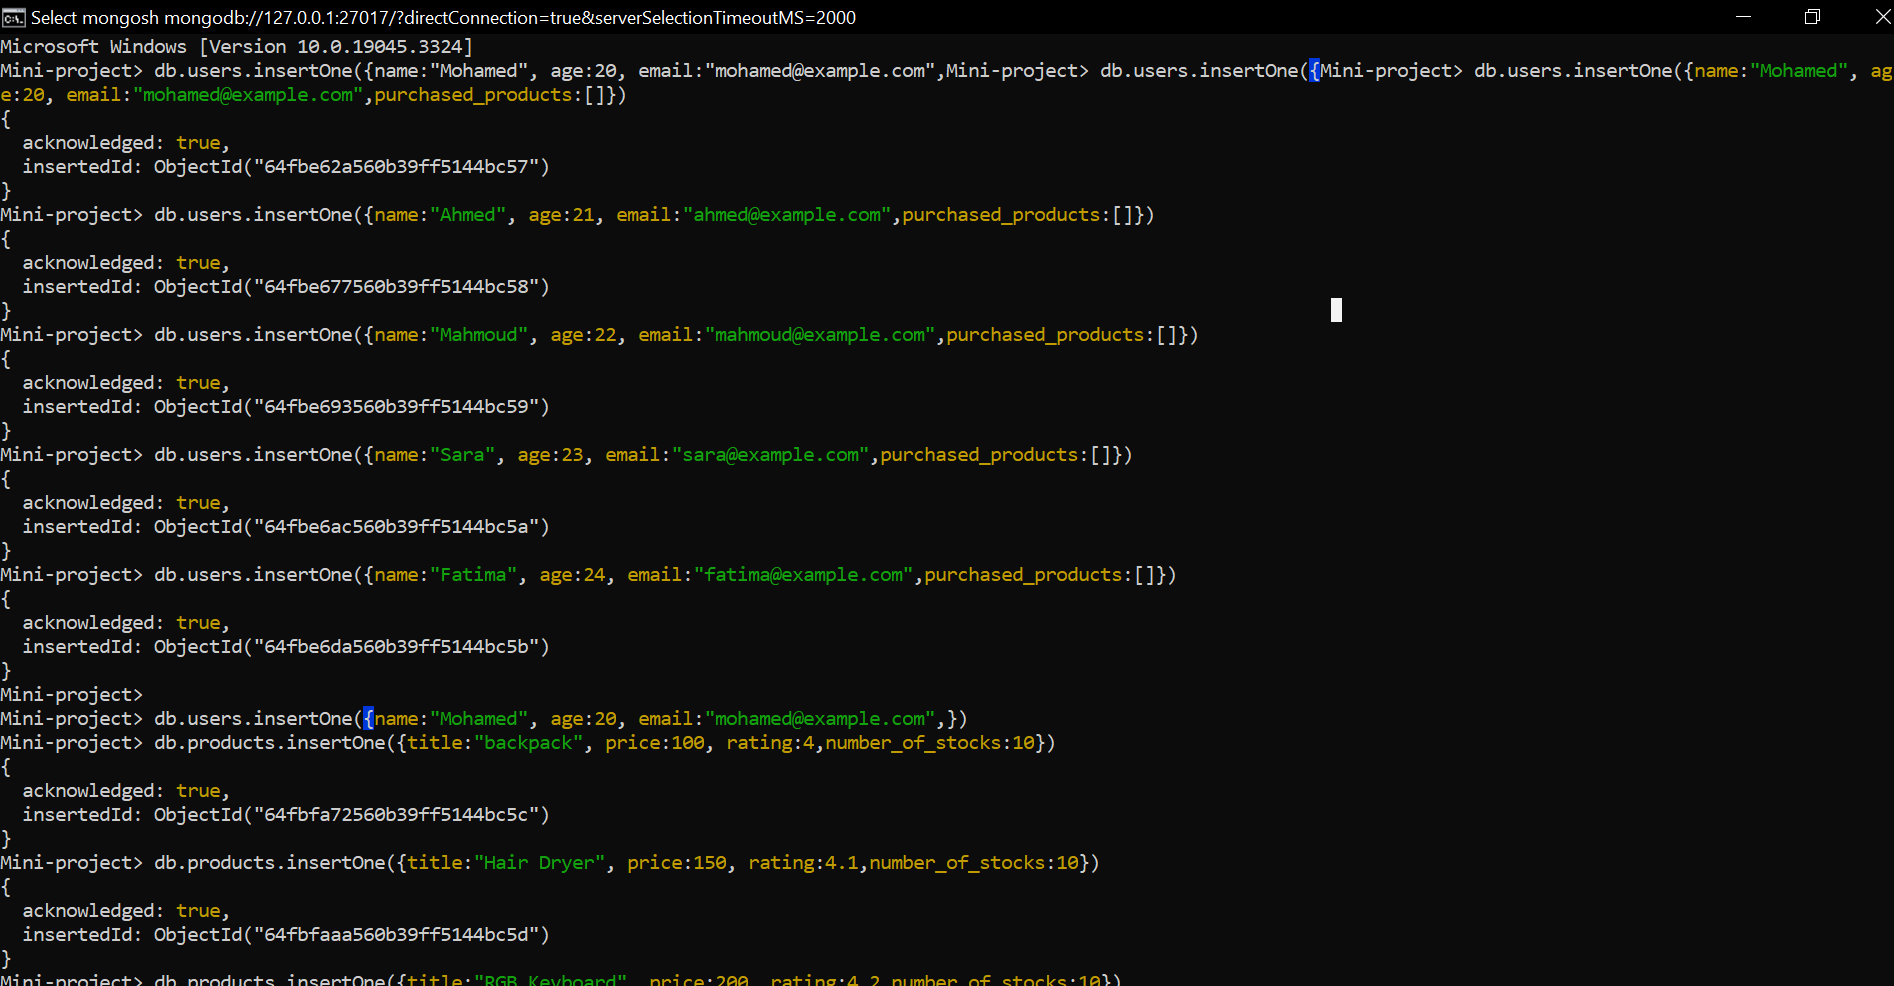 Select mongosh mongodb://127.0.0.1:27017/?directConnection=true&serverSelectionTimeoutMS=2000
Microsoft Windows [Version 10.0.19045.3324]
Mini-project> db.users.insertOne({name:"Mohamed", age:20, email:"mohamed@example.com",Mini-project> db.users.insertOne({Mini-project> db.users.insertOne({name:"Mohamed", ag
e:20, email:"mohamed@example.com",purchased_products:[]})
{
  acknowledged: true,
  insertedId: ObjectId("64fbe62a560b39ff5144bc57")
}
Mini-project> db.users.insertOne({name:"Ahmed", age:21, email:"ahmed@example.com",purchased_products:[]})
{
  acknowledged: true,
  insertedId: ObjectId("64fbe677560b39ff5144bc58")
}
Mini-project> db.users.insertOne({name:"Mahmoud", age:22, email:"mahmoud@example.com",purchased_products:[]})
{
  acknowledged: true,
  insertedId: ObjectId("64fbe693560b39ff5144bc59")
}
Mini-project> db.users.insertOne({name:"Sara", age:23, email:"sara@example.com",purchased_products:[]})
{
  acknowledged: true,
  insertedId: ObjectId("64fbe6ac560b39ff5144bc5a")
}
Mini-project> db.users.insertOne({name:"Fatima", age:24, email:"fatima@example.com",purchased_products:[]})
{
  acknowledged: true,
  insertedId: ObjectId("64fbe6da560b39ff5144bc5b")
}
Mini-project>
Mini-project> db.users.insertOne({name:"Mohamed", age:20, email:"mohamed@example.com",})
Mini-project> db.products.insertOne({title:"backpack", price:100, rating:4,number_of_stocks:10})
{
  acknowledged: true,
  insertedId: ObjectId("64fbfa72560b39ff5144bc5c")
}
Mini-project> db.products.insertOne({title:"Hair Dryer", price:150, rating:4.1,number_of_stocks:10})
{
  acknowledged: true,
  insertedId: ObjectId("64fbfaaa560b39ff5144bc5d")
}
Mini-project> db.products.insertOne({title:"RGB Keyboard", price:200, rating:4.2,number_of_stocks:10})